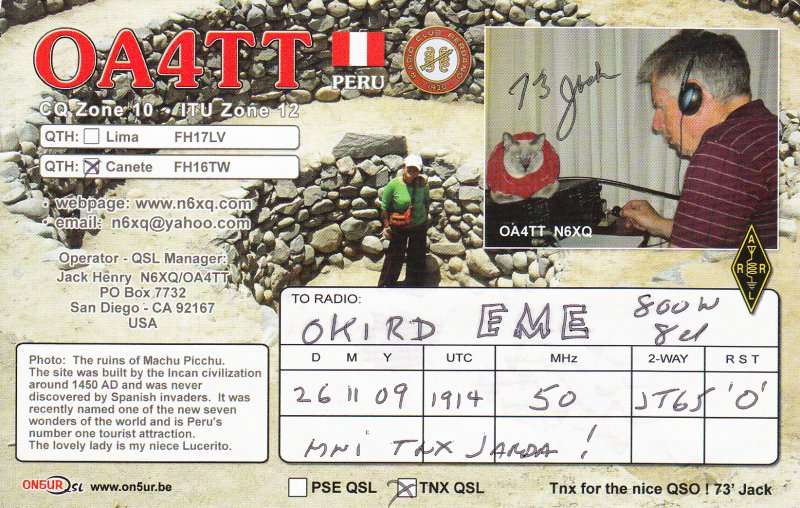 OA4TT
PERU
RADIO CLUB PERUANO
1930
CQ Zone 10 - ITU Zone 12
QTH: Lima FH17LV
QTH: Canete FH16TW
• webpage: www.n6xq.com
• email: n6xq@yahoo.com
Operator - QSL Manager:
Jack Henry N6XQ/OA4TT
PO Box 7732
San Diego - CA 92167
USA
73 Jack
OA4TT N6XQ
A
R R
L
TO RADIO:
OK1RD EME 800W
8el
D M Y UTC MHz 2-WAY R S T
26 11 09 1914 50 JT65 'O'
MNI TNX JARDA !
Photo: The ruins of Machu Picchu.
The site was built by the Incan civilization
around 1450 AD and was never
discovered by Spanish invaders. It was
recently named one of the new seven
wonders of the world and is Peru's
number one tourist attraction.
The lovely lady is my niece Lucerito.
ON5UR QSL www.on5ur.be
PSE QSL TNX QSL
Tnx for the nice QSO ! 73' Jack